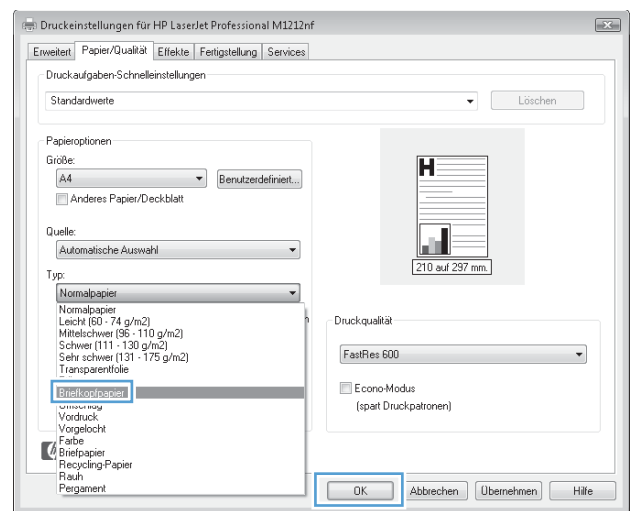 Druckeinstellungen für HP LaserJet Professional M1212nf
Erweitert Papier/Qualität Effekte Fertigstellung Services
Druckaufgaben-Schnelleinstellungen
Standardwerte
Löschen
Papieroptionen
Größe:
A4
Benutzerdefiniert...
Anderes Papier/Deckblatt
Quelle:
Automatische Auswahl
Typ:
Normalpapier
Normalpapier
Leicht (60 - 74 g/m2)
Mittelschwer (96 - 110 g/m2)
Schwer (111 - 130 g/m2)
Sehr schwer (131 - 175 g/m2)
Transparentfolie
Briefkopfpapier
Umschlag
Vordruck
Vorgelocht
Farbe
Briefpapier
Recycling-Papier
Rauh
Pergament
H
210 auf 297 mm.
Druckqualität
FastRes 600
Econo-Modus
(spart Druckpatronen)
OK Abbrechen Übernehmen Hilfe